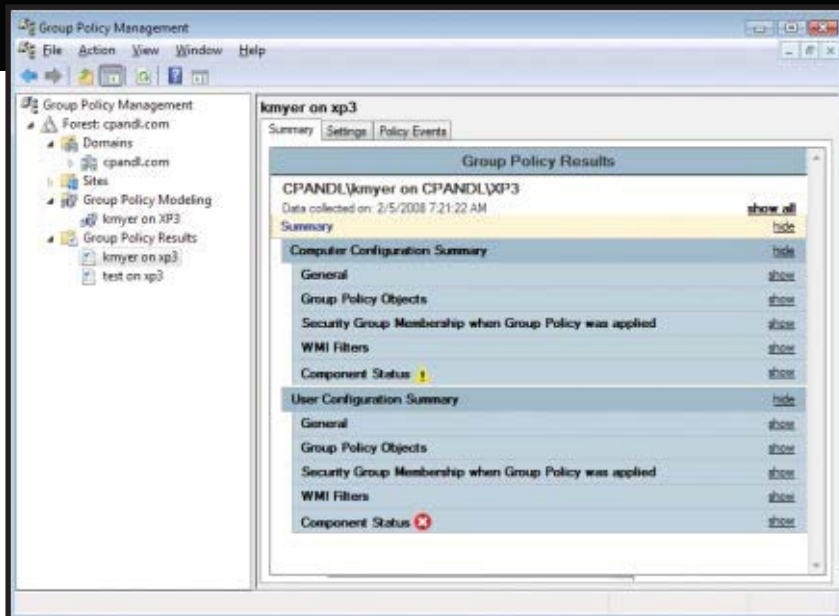 Group Policy Management
File Action View Window Help
Group Policy Management
Forest: cpandl.com
Domains
cpandl.com
Sites
Group Policy Modeling
kmyer on XP3
Group Policy Results
kmyer on xp3
test on xp3
kmyer on xp3
Summary Settings Policy Events
Group Policy Results
CPANDL\kmyer on CPANDL\XP3
Data collected on: 2/5/2008 7:21:22 AM show all
Summary hide
Computer Configuration Summary hide
General show
Group Policy Objects show
Security Group Membership when Group Policy was applied show
WMI Filters show
Component Status show
User Configuration Summary hide
General show
Group Policy Objects show
Security Group Membership when Group Policy was applied show
WMI Filters show
Component Status show